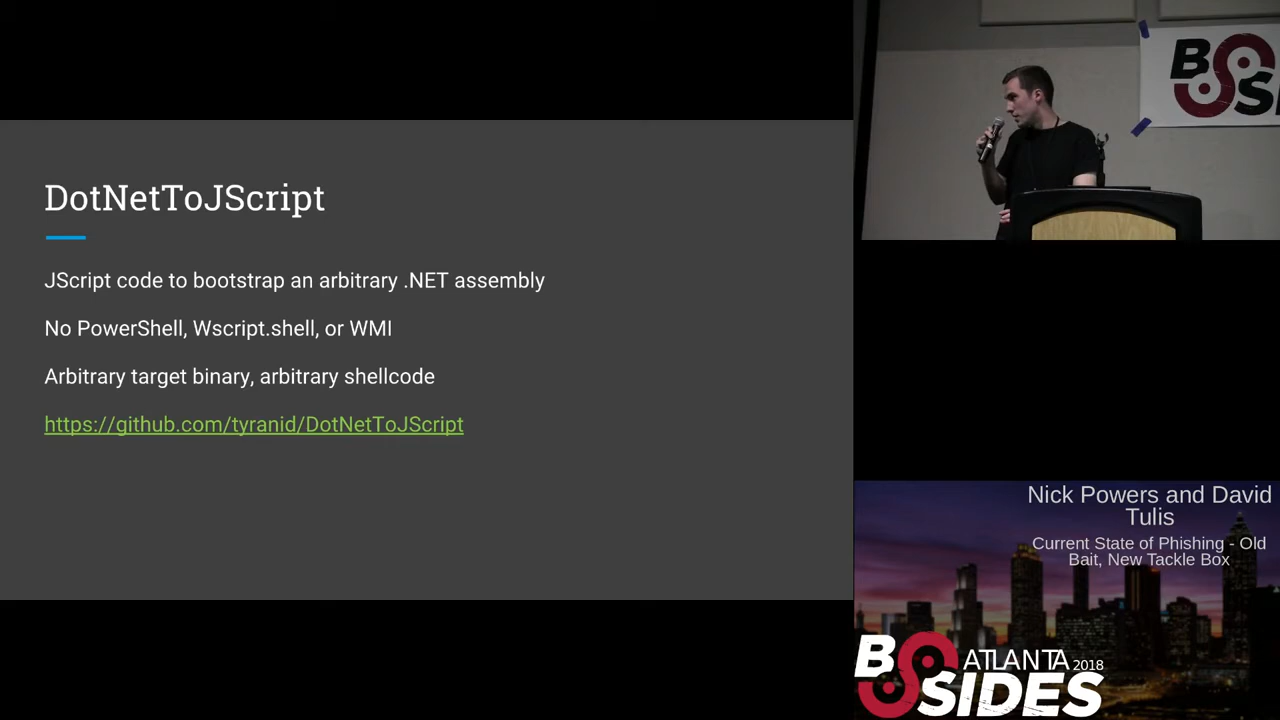 DotNetToJScript
JScript code to bootstrap an arbitrary .NET assembly
No PowerShell, Wscript.shell, or WMI
Arbitrary target binary, arbitrary shellcode
https://github.com/tyranid/DotNetToJScript
B
S
Nick Powers and David
Tulis
Current State of Phishing - Old
Bait, New Tackle Box
B
ATLANTA 2018
SIDES